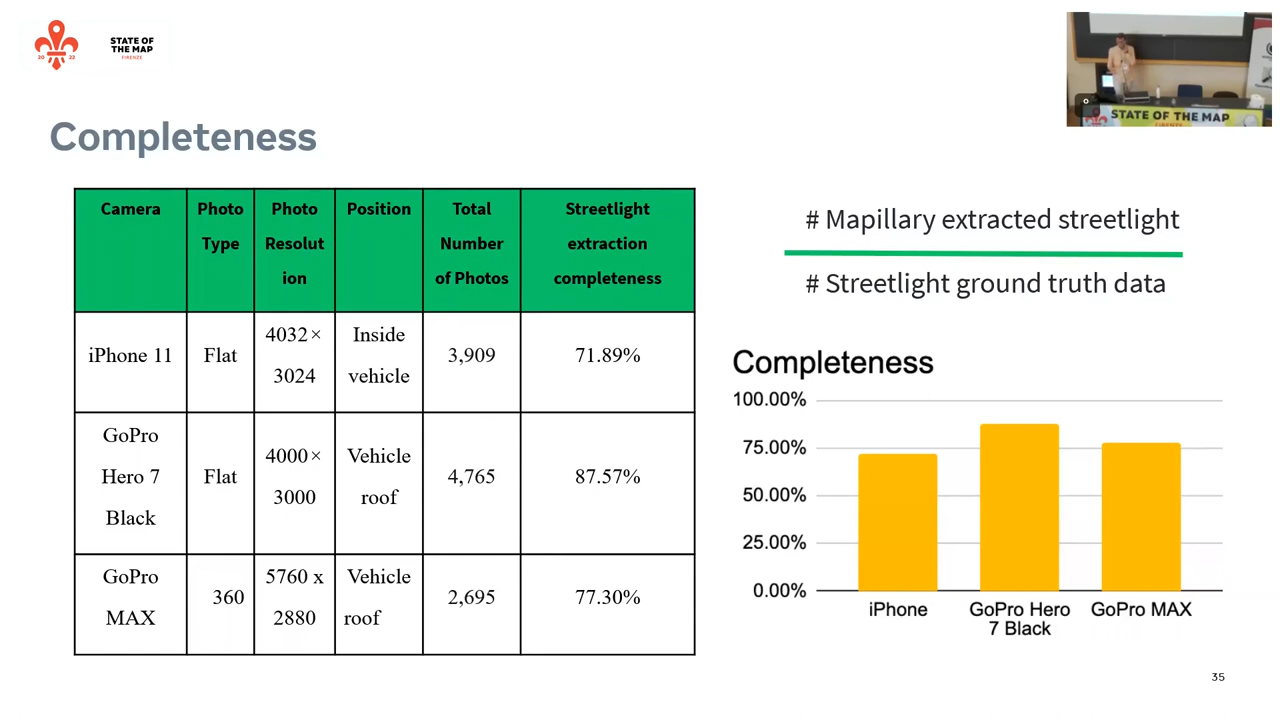 20 22
STATE OF
THE MAP
FIRENZE
STATE OF THE MAP
FIRENZE
Completeness
Camera
Photo
Type
Photo
Resolut
ion
Position
Total
Number
of Photos
Streetlight
extraction
completeness
iPhone 11
Flat
4032×
3024
Inside
vehicle
3,909
71.89%
GoPro
Hero 7
Black
Flat
4000×
3000
Vehicle
roof
4,765
87.57%
GoPro
MAX
360
5760 x
2880
Vehicle
roof
2,695
77.30%
# Mapillary extracted streetlight
# Streetlight ground truth data
Completeness
100.00%
75.00%
50.00%
25.00%
0.00%
iPhone
GoPro Hero
7 Black
GoPro MAX
35